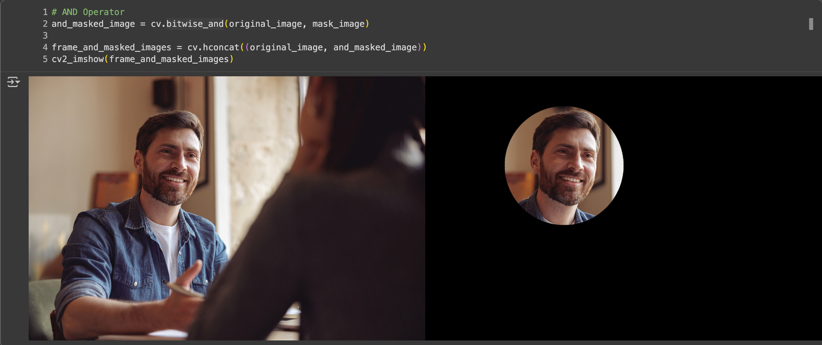 1 # AND Operator
2 and_masked_image = cv.bitwise_and(original_image, mask_image)
3
4 frame_and_masked_images = cv.hconcat((original_image, and_masked_image))
5 cv2_imshow(frame_and_masked_images)